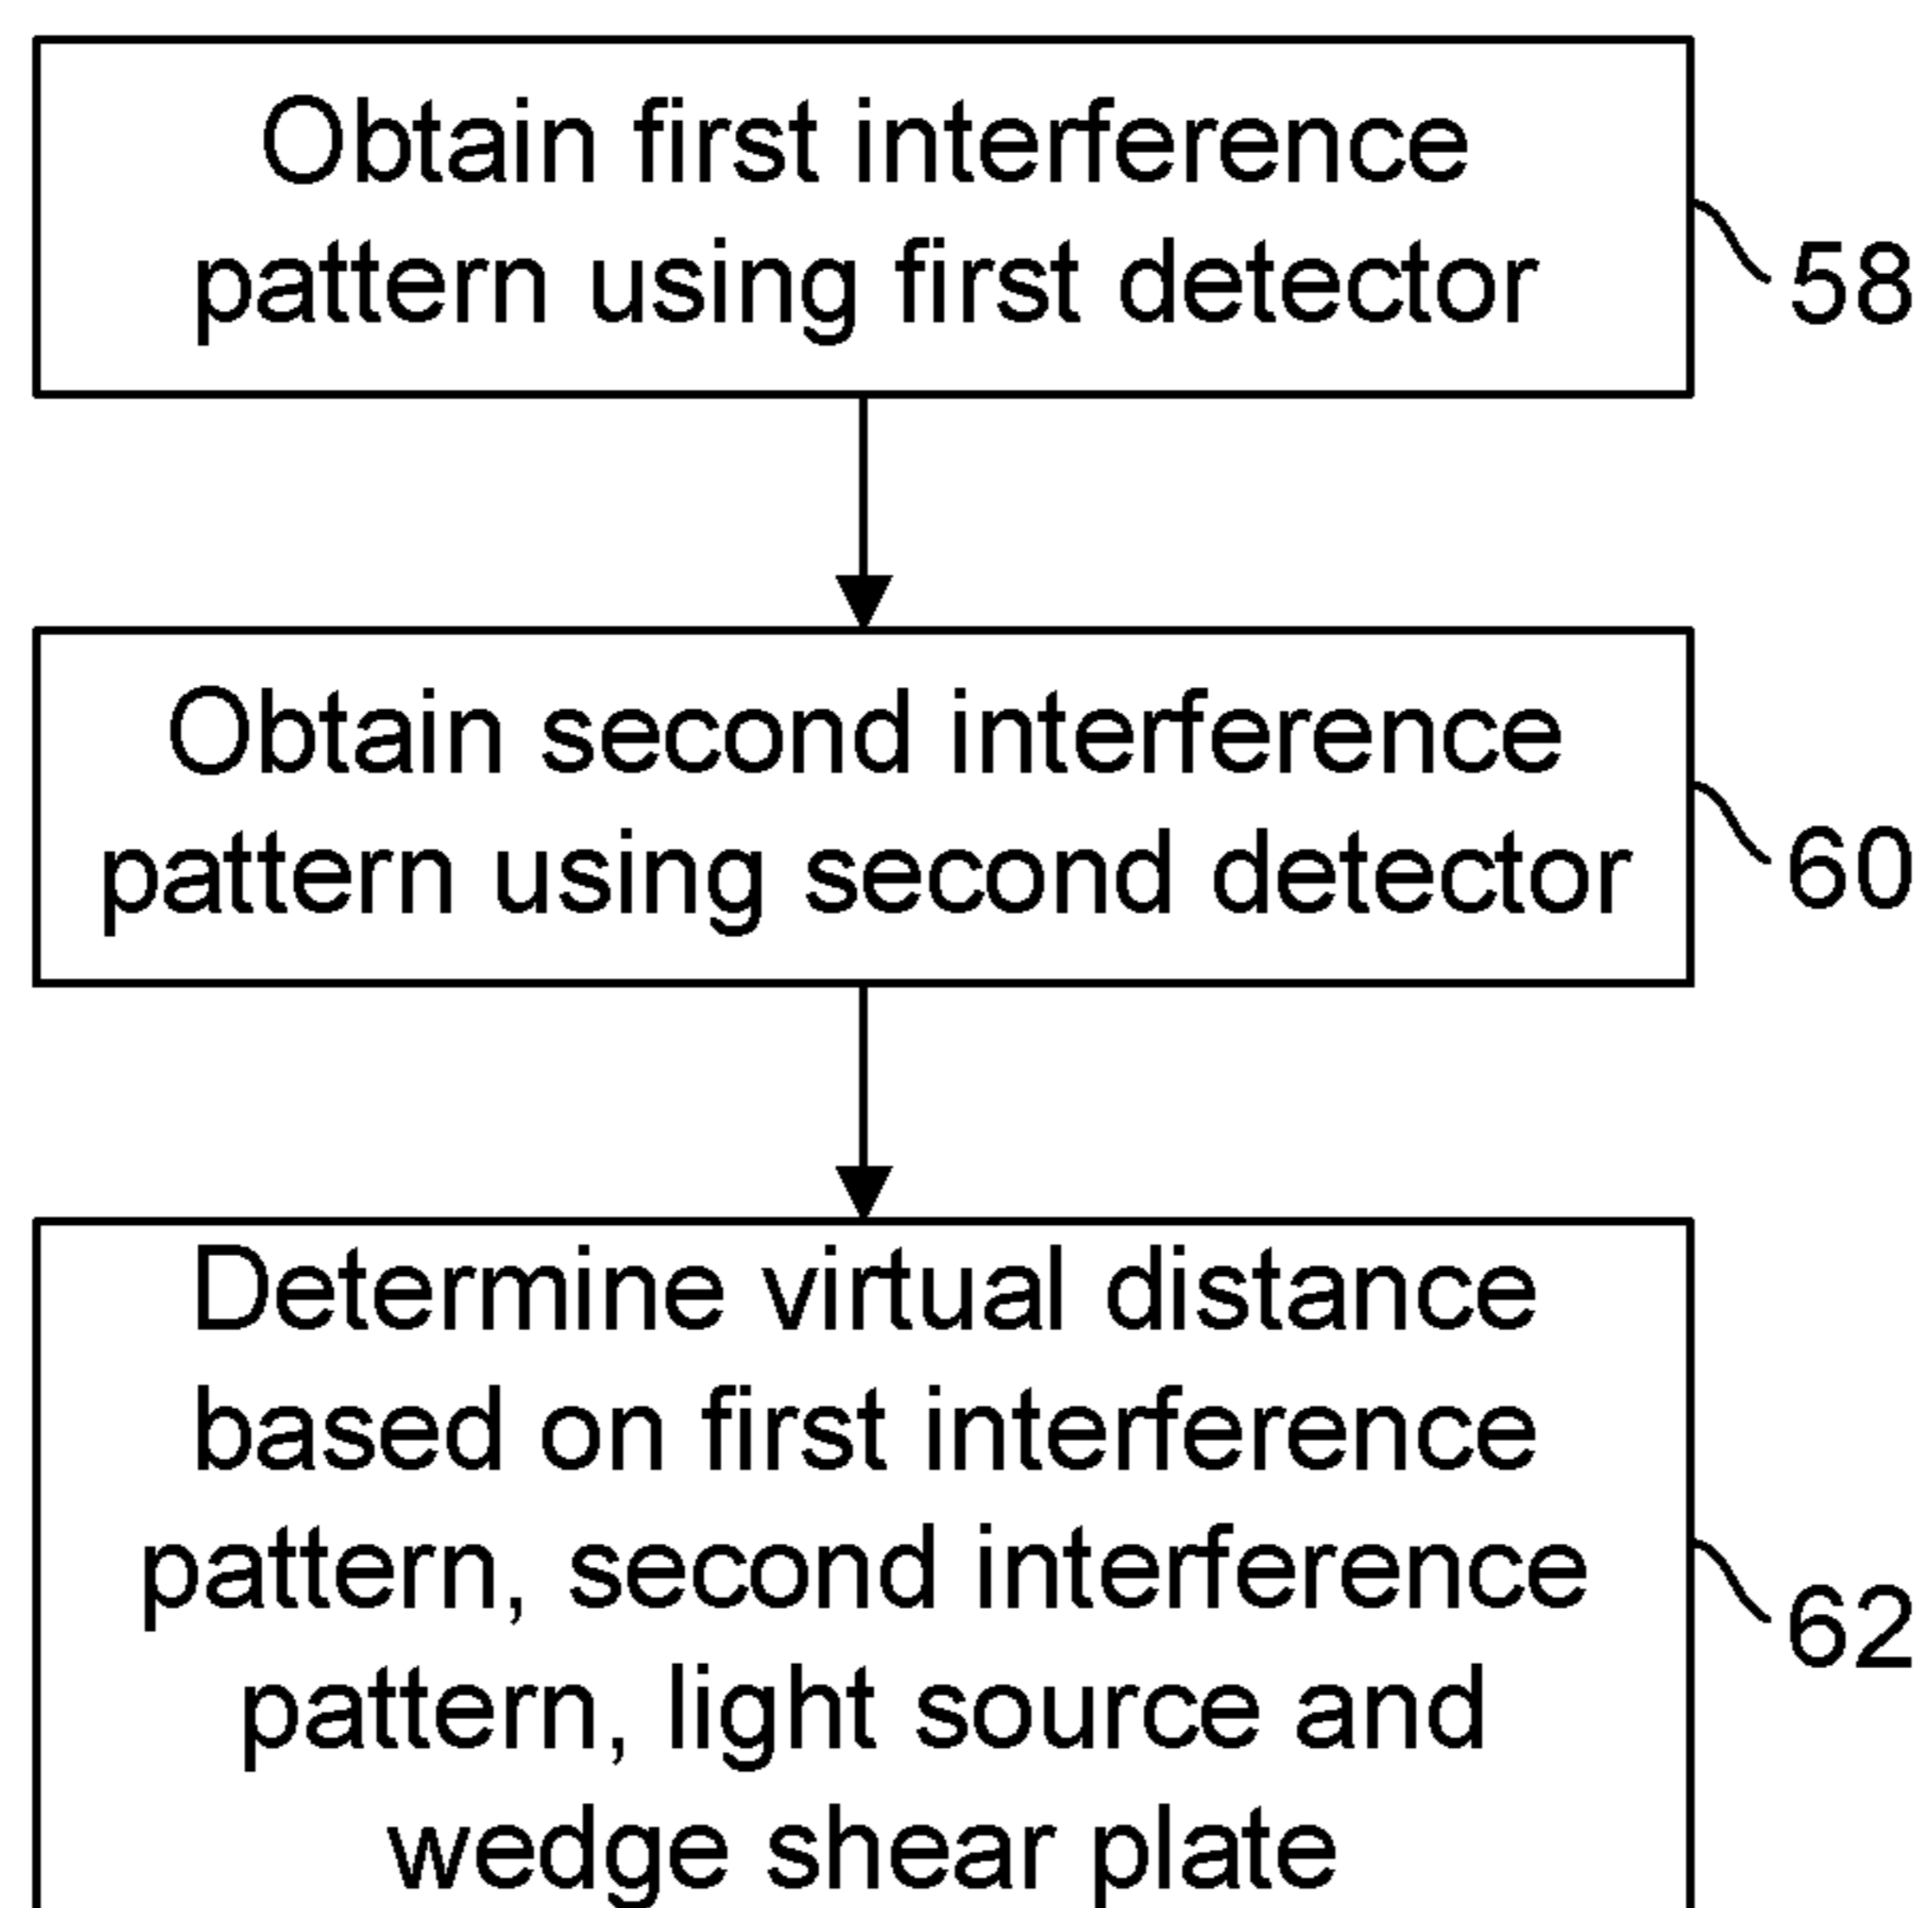 Obtain first interference
pattern using first detector
58
Obtain second interference
pattern using second detector
60
Determine virtual distance
based on first interference
pattern, second interference
pattern, light source and
wedge shear plate
62